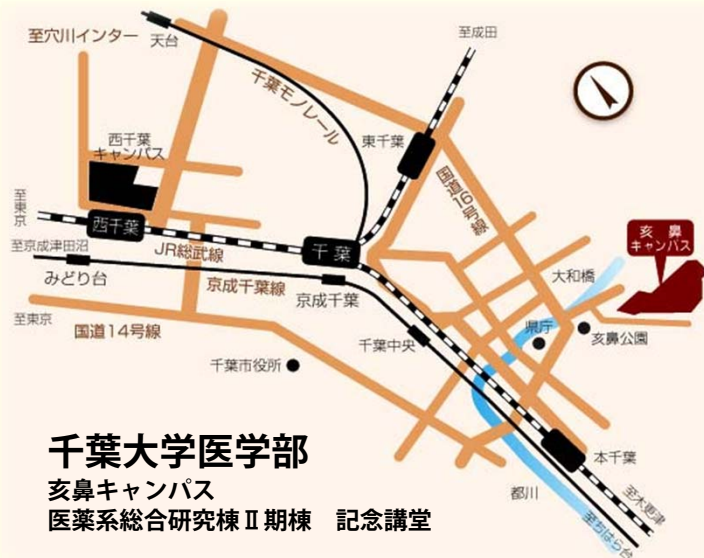 至穴川インター
天台
至成田
千葉モノレール
東千葉
西千葉
キャンパス
国道16号線
至東京
西千葉
JR総武線
千葉
亥鼻
キャンパス
至京成津田沼
みどり台
京成千葉線
京成千葉
大和橋
至東京
国道14号線
千葉中央
県庁
亥鼻公園
千葉市役所
本千葉
都川
至木更津
至ちはら台
千葉大学医学部
亥鼻キャンパス
医薬系総合研究棟Ⅱ期棟　記念講堂